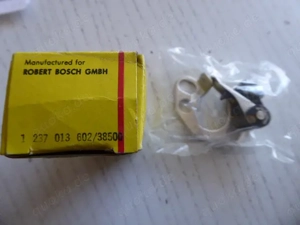 Manufactured for
ROBERT BOSCH GMBH
1 237 013 802/38500